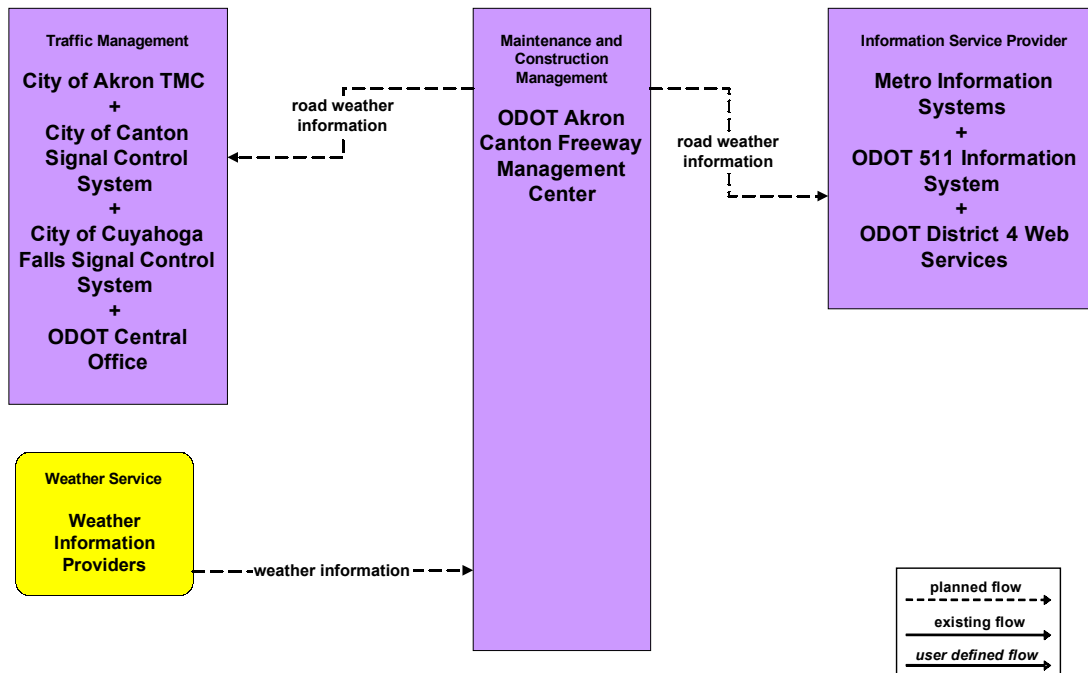 Traffic Management
City of Akron TMC
+
City of Canton
Signal Control
System
+
City of Cuyahoga
Falls Signal Control
System
+
ODOT Central
Office
road weather
information
Maintenance and
Construction
Management
ODOT Akron
Canton Freeway
Management
Center
road weather
information
Information Service Provider
Metro Information
Systems
+
ODOT 511 Information
System
+
ODOT District 4 Web
Services
Weather Service
Weather
Information
Providers
weather information
planned flow
existing flow
user defined flow